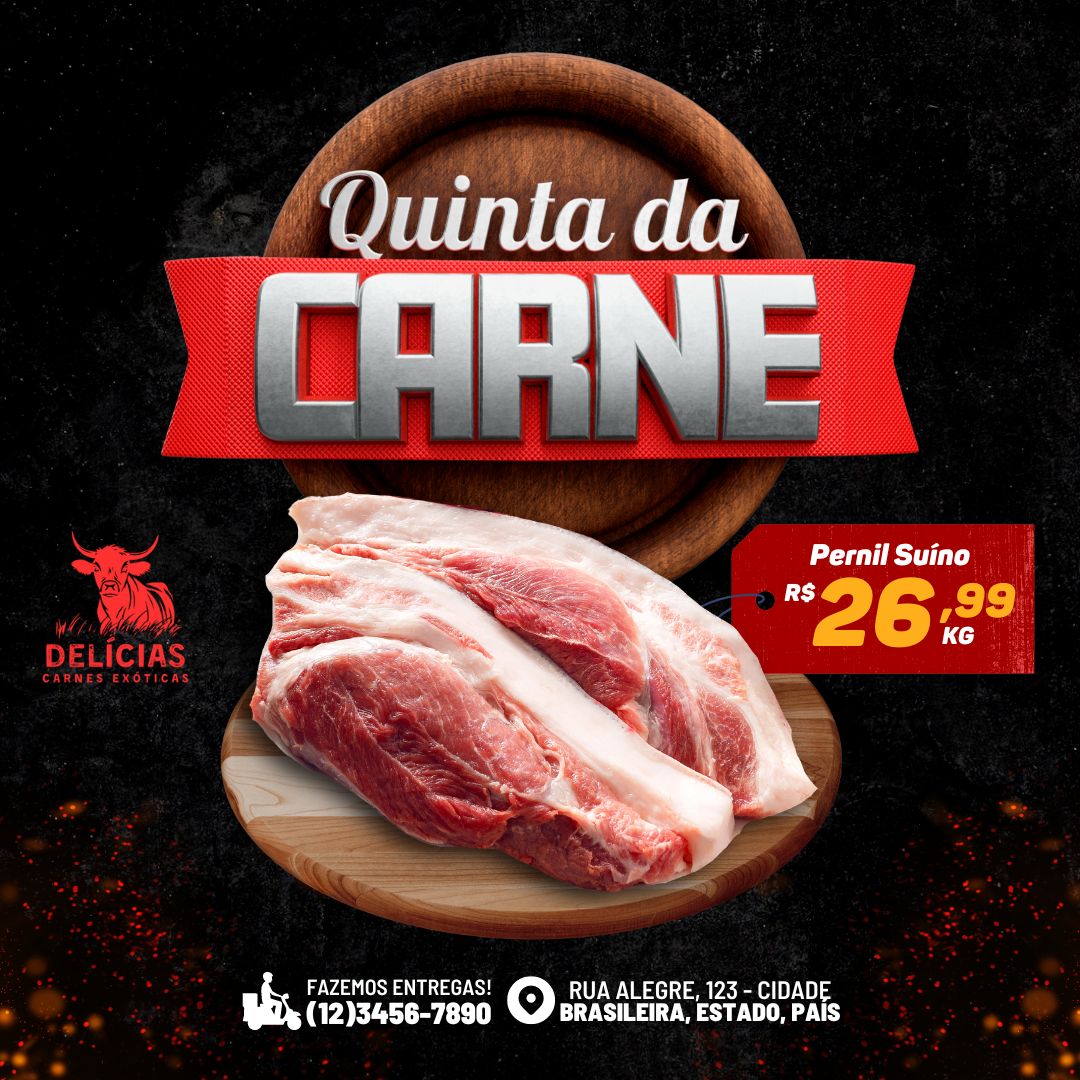 Quinta da
CARNE
Pernil Suíno
R$ 26,99
KG
DELÍCIAS
CARNES EXÓTICAS
FAZEMOS ENTREGAS!
(12)3456-7890
RUA ALEGRE, 123 - CIDADE
BRASILEIRA, ESTADO, PAÍS